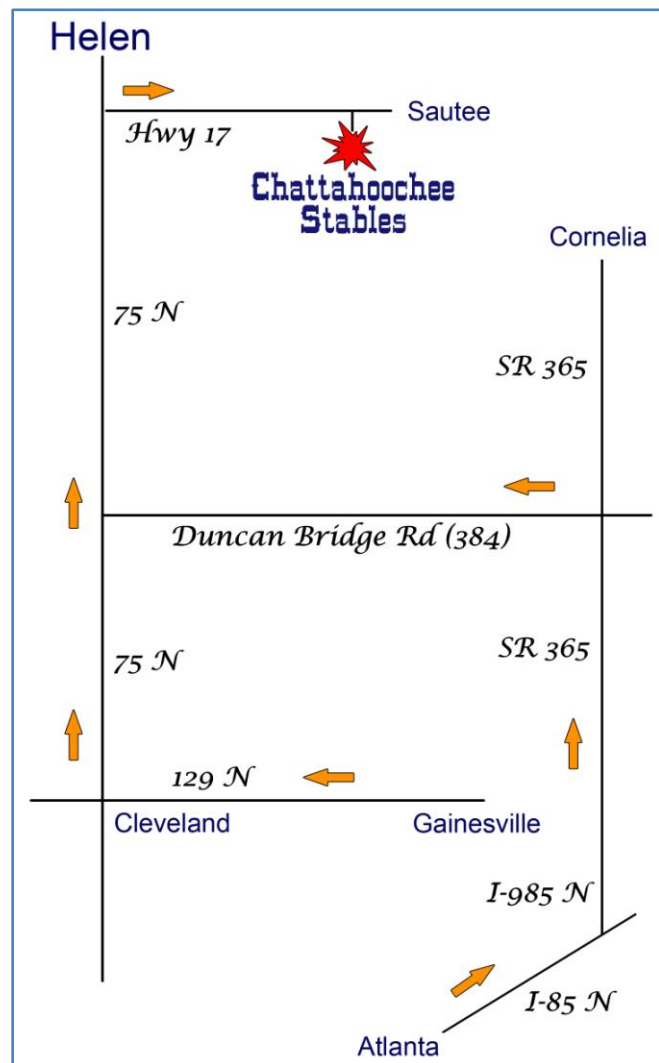 Helen
Sautee
Hwy 17
Chattahoochee
Stables
Cornelia
75 N
SR 365
Duncan Bridge Rd (384)
75 N
SR 365
129 N
Cleveland
Gainesville
I-985 N
I-85 N
Atlanta